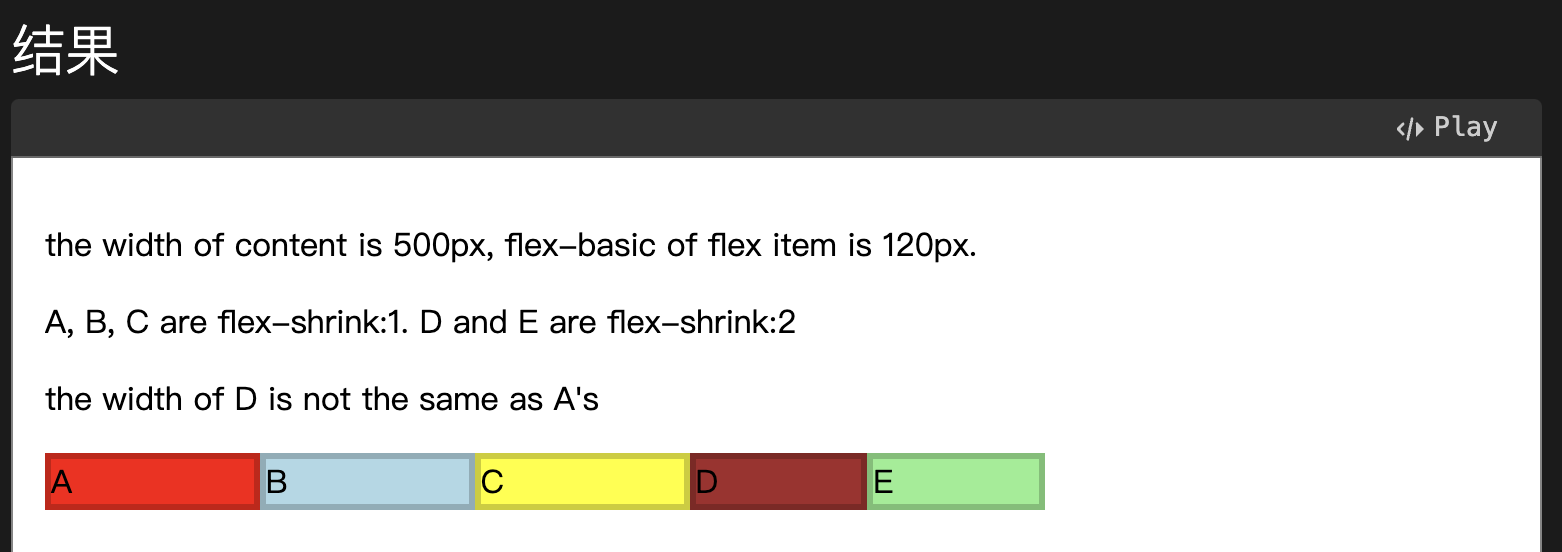 结果
Play
the width of content is 500px, flex-basic of flex item is 120px.
A, B, C are flex-shrink:1. D and E are flex-shrink:2
the width of D is not the same as A's
A B C D E